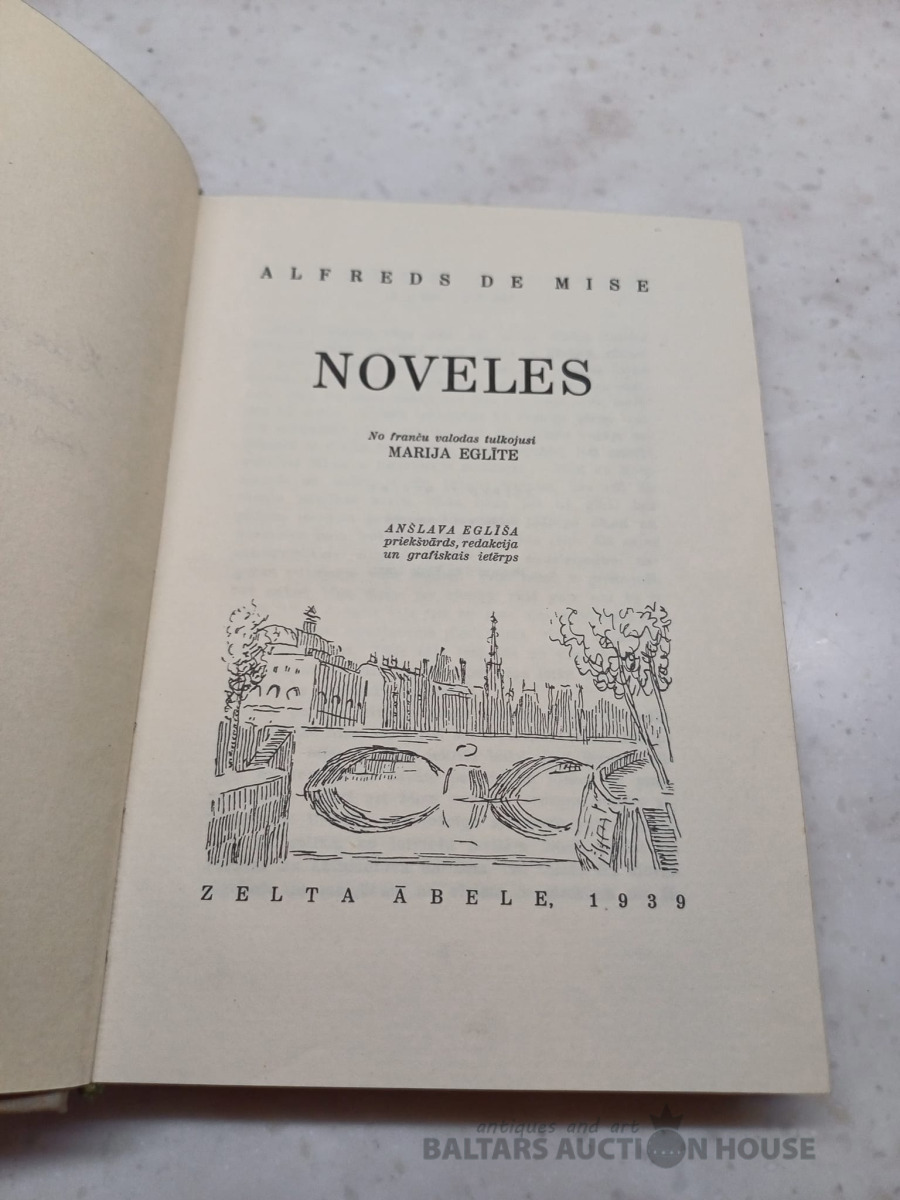 ALFREDS DE MISE
NOVELES
No franču valodas tulkojusi
MARIJA EGLĪTE
ANŠLAVA EGLĪŠA
priekšvārds, redakcija
un grafiskais ietērps
ZELTA ĀBELE, 1939
antiques and art
BALTARS AUCTION HOUSE